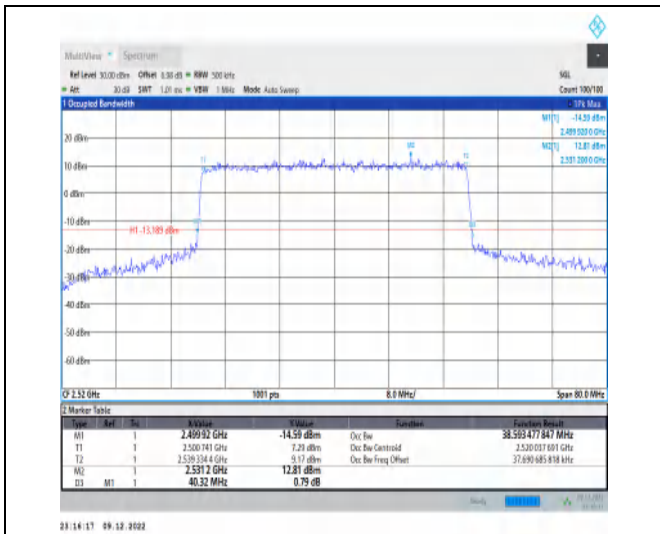 MultiView Spectrum
Ref Level 30.00 dBm Offset RBW 500 kHz SGL
Att 30 dB SWT 1.01 ms VBW 1 MHz Mode Auto Sweep Count 100/100
1 Occupied Bandwidth 1Pk Max
M1[1] -14.59 dBm
2.499 920 0 GHz
20 dBm M2[1] 12.81 dBm
2.531 200 0 GHz
T1 M2 T2
10 dBm
0 dBm
-10 dBm
H1 -13.189 dBm
-20 dBm
-30 dBm
-40 dBm
-50 dBm
-60 dBm
CF 2.52 GHz 1001 pts 8.0 MHz/ Span 80.0 MHz
2 Marker Table
Type Ref Trc X-Value Y-Value Function Function Result
M1 1 2.49992 GHz -14.59 dBm Occ Bw 38.593 477 847 MHz
T1 1 2.500 741 GHz 7.29 dBm Occ Bw Centroid 2.520 037 691 GHz
T2 1 2.539 334 4 GHz 9.17 dBm Occ Bw Freq Offset 37.690 685 818 kHz
M2 1 2.5312 GHz 12.81 dBm
D3 M1 1 40.32 MHz 0.79 dB
Ready
23:16:17 09.12.2022